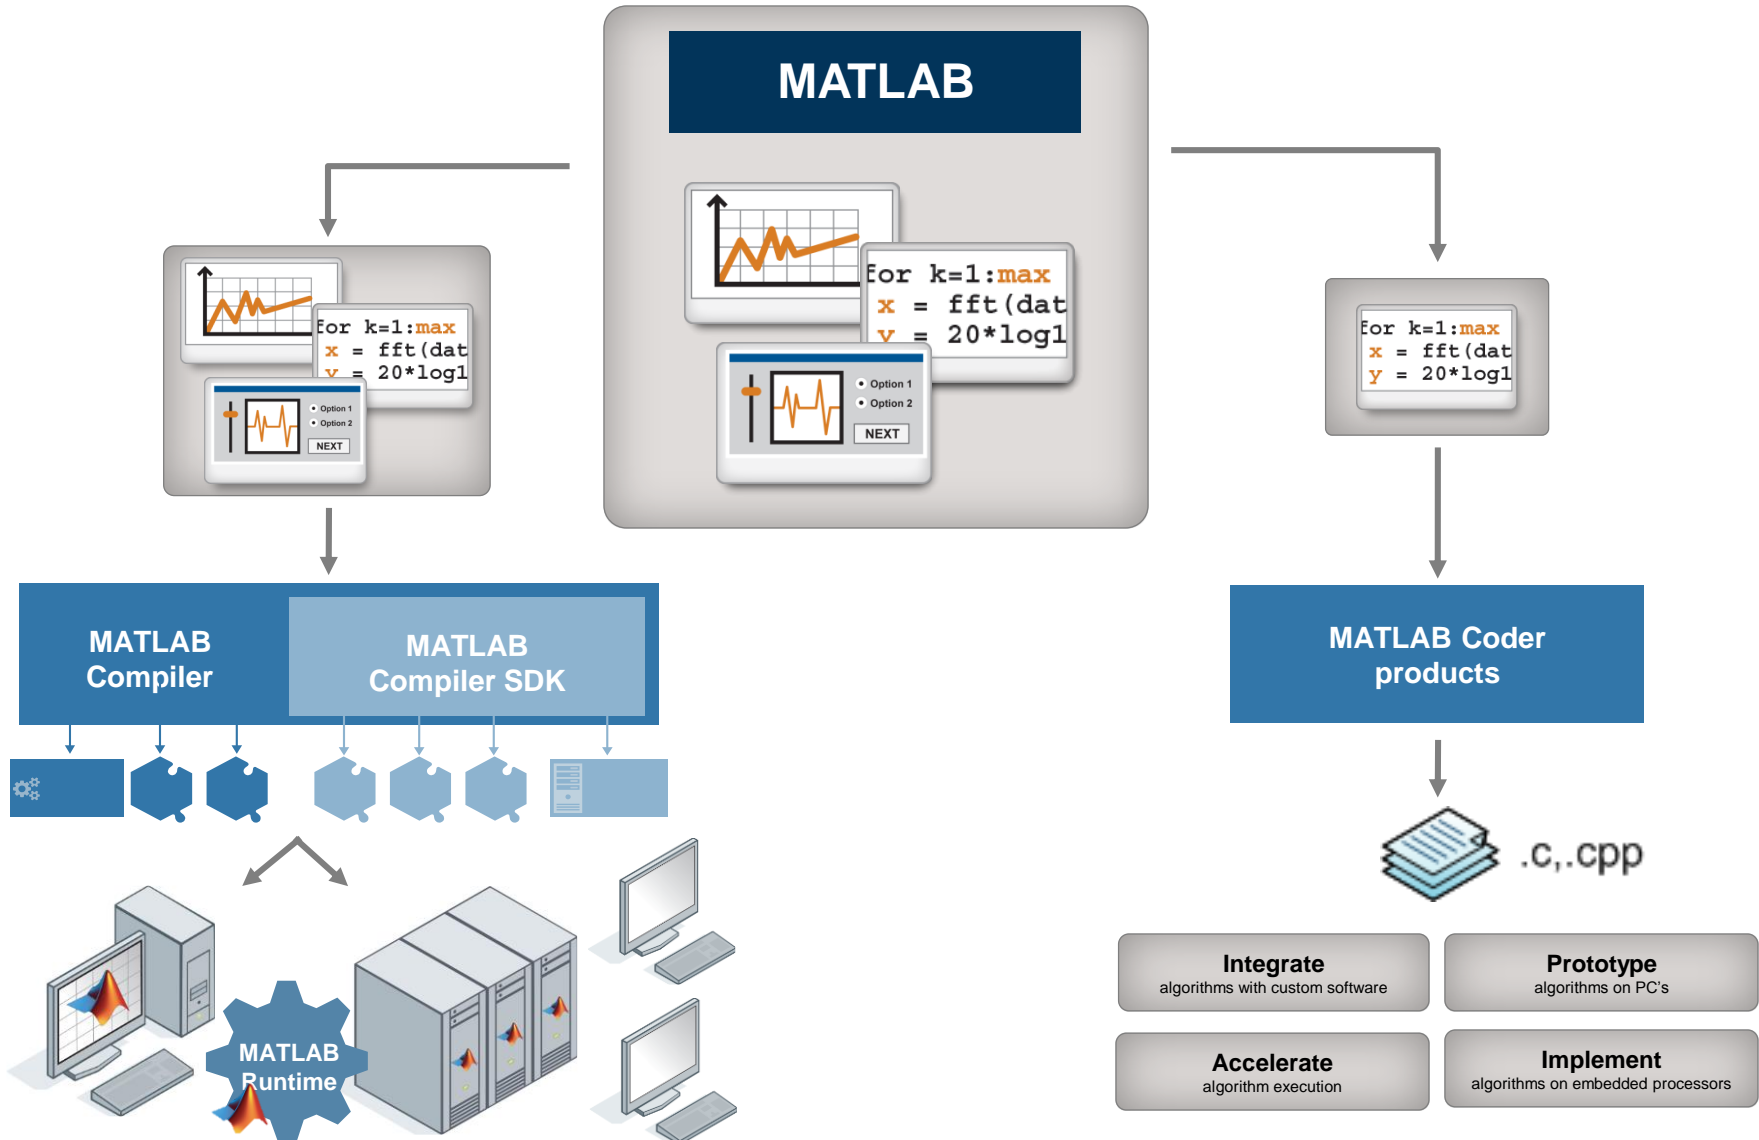 MATLAB
for k=1:max
x = fft(dat
y = 20*log1
Option 1
Option 2
NEXT
for k=1:max
x = fft(dat
y = 20*log1
Option 1
Option 2
NEXT
for k=1:max
x = fft(dat
y = 20*log1
MATLAB
Compiler
MATLAB
Compiler SDK
MATLAB Coder
products
.c,.cpp
MATLAB
Runtime
Integrate
algorithms with custom software
Prototype
algorithms on PC’s
Accelerate
algorithm execution
Implement
algorithms on embedded processors